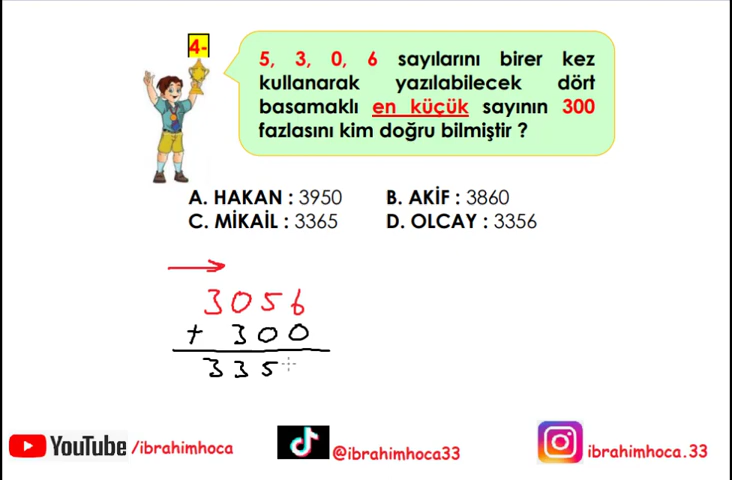 4-
5, 3, 0, 6 sayılarını birer kez
kullanarak yazılabilecek dört
basamaklı en küçük sayının 300
fazlasını kim doğru bilmiştir ?
A. HAKAN : 3950 B. AKİF : 3860
C. MİKAİL : 3365 D. OLCAY : 3356
3056
+ 300
335
YouTube /ibrahimhoca
@ibrahimhoca33
ibrahimhoca.33